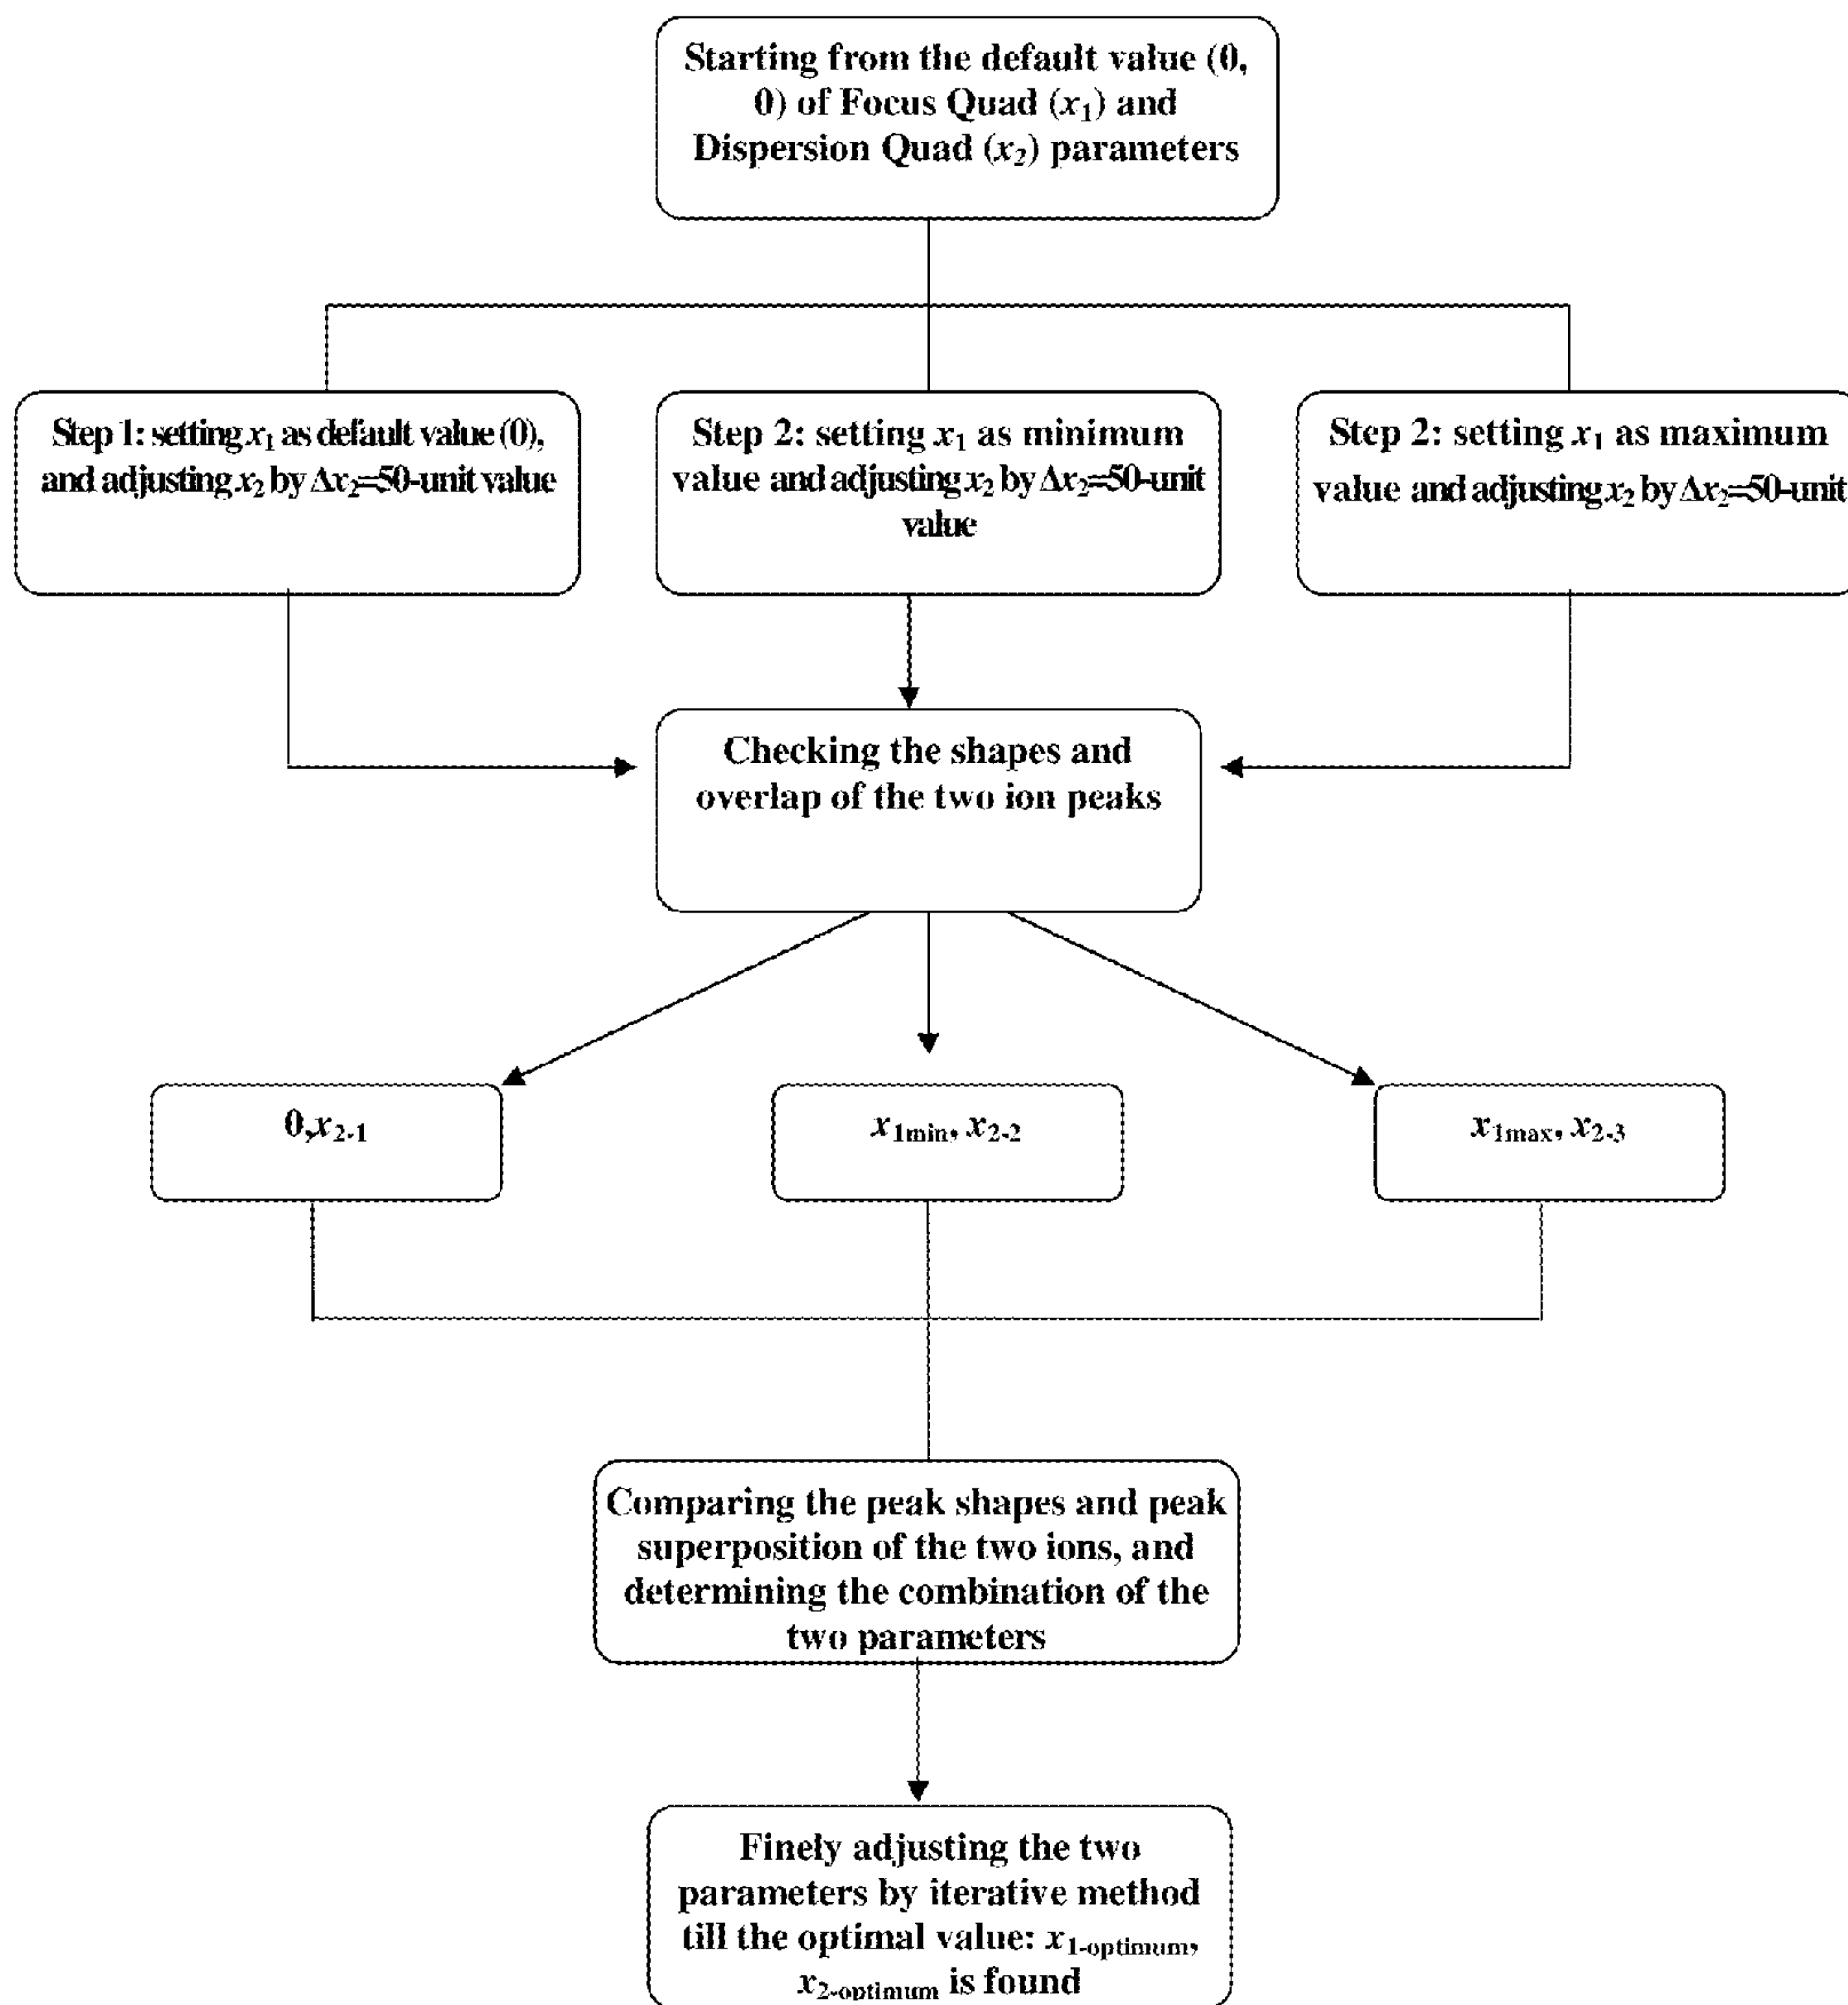 Starting from the default value (0,
0) of Focus Quad (x₁) and
Dispersion Quad (x₂) parameters
Step 1: setting x₁ as default value (0),
and adjusting x₂ by Δx₂=50-unit value
Step 2: setting x₁ as minimum
value and adjusting x₂ by Δx₂=50-unit
value
Step 2: setting x₁ as maximum
value and adjusting x₂ by Δx₂=50-unit
Checking the shapes and
overlap of the two ion peaks
0,x₂₋₁
x₁min, x₂₋₂
x₁max, x₂₋₃
Comparing the peak shapes and peak
superposition of the two ions, and
determining the combination of the
two parameters
Finely adjusting the two
parameters by iterative method
till the optimal value: x₁₋optimum,
x₂₋optimum is found